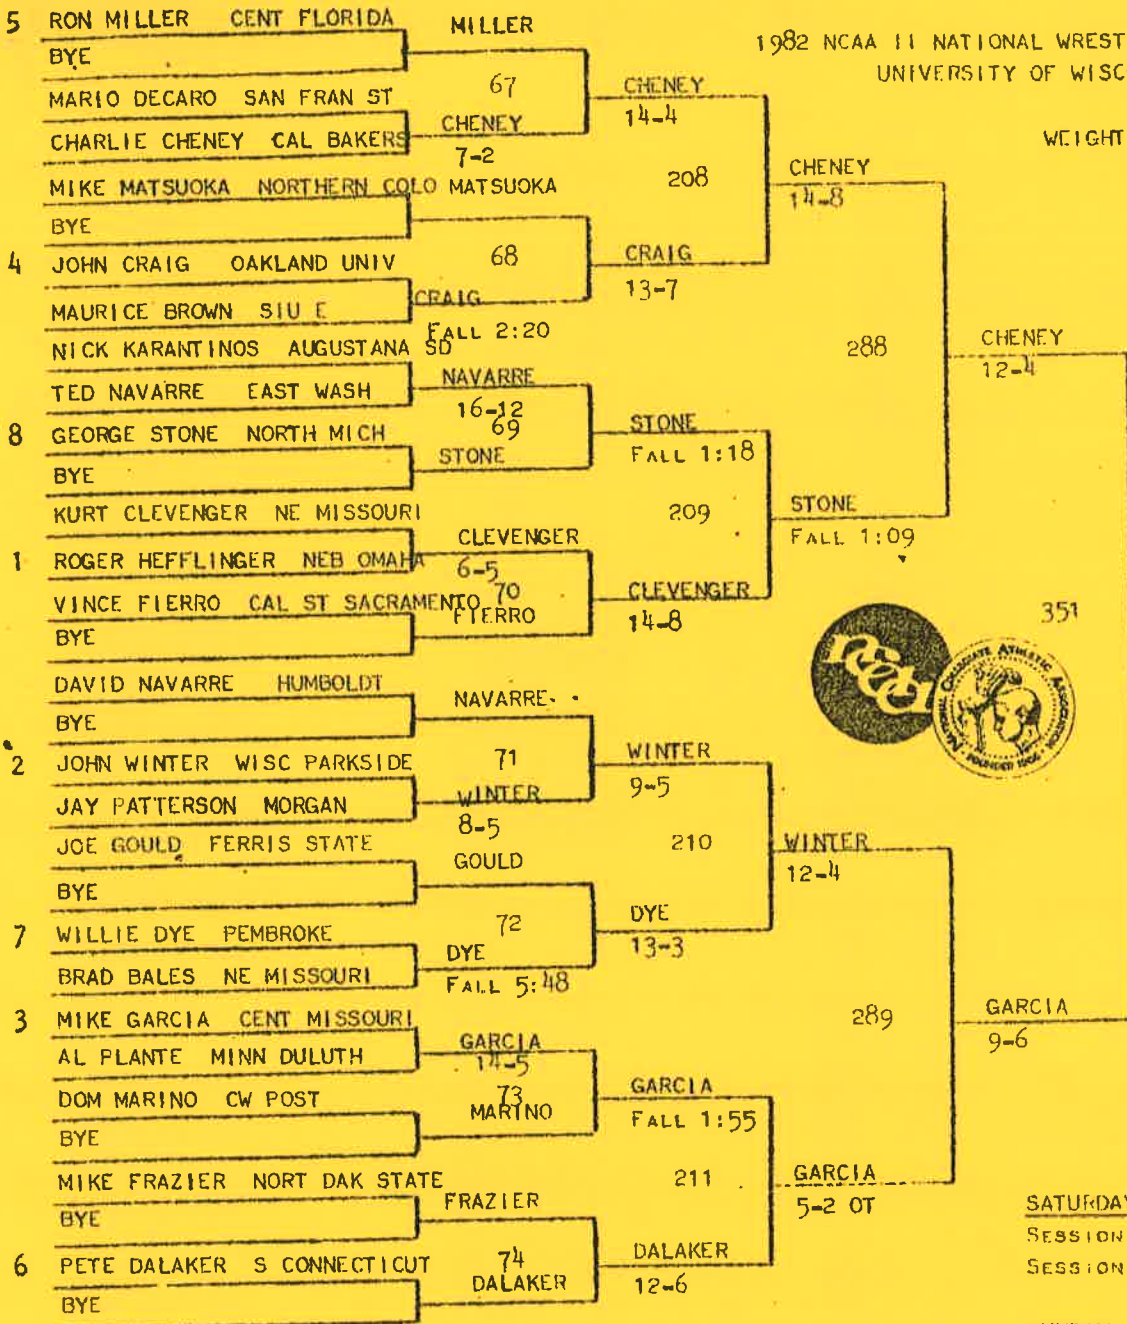 5 RON MILLER CENT FLORIDA MILLER
1982 NCAA II NATIONAL WREST
BYE
UNIVERSITY OF WISC
MARIO DECARO SAN FRAN ST 67 CHENEY
CHARLIE CHENEY CAL BAKERS CHENEY 14-4
7-2
WEIGHT
MIKE MATSUOKA NORTHERN COLO MATSUOKA 208 CHENEY
14-8
BYE
4 JOHN CRAIG OAKLAND UNIV 68 CRAIG
13-7
MAURICE BROWN SIU E CRAIG
FALL 2:20
NICK KARANTINOS AUGUSTANA SD 288 CHENEY
12-4
TED NAVARRE EAST WASH NAVARRE
16-12
8 GEORGE STONE NORTH MICH 69 STONE
BYE STONE FALL 1:18
KURT CLEVENGER NE MISSOURI 209 STONE
CLEVENGER FALL 1:09
1 ROGER HEFFLINGER NEB OMAHA 6-5
VINCE FIERRO CAL ST SACRAMENTO 70 CLEVENGER
BYE FIERRO 14-8
351
ncaa
NATIONAL COLLEGIATE ATHLETIC ASSOCIATION
FOUNDED 1906
DAVID NAVARRE HUMBOLDT NAVARRE
BYE
2 JOHN WINTER WISC PARKSIDE 71 WINTER
JAY PATTERSON MORGAN WINTER 9-5
8-5
JOE GOULD FERRIS STATE GOULD 210 WINTER
12-4
BYE
7 WILLIE DYE PEMBROKE 72 DYE
BRAD BALES NE MISSOURI DYE 13-3
FALL 5:48
3 MIKE GARCIA CENT MISSOURI 289 GARCIA
9-6
AL PLANTE MINN DULUTH GARCIA
14-5
DOM MARINO CW POST 73 GARCIA
BYE MARINO FALL 1:55
MIKE FRAZIER NORT DAK STATE 211 GARCIA
5-2 OT
BYE FRAZIER
SATURDAY
SESSION
6 PETE DALAKER S CONNECTICUT 74 DALAKER
SESSION
BYE DALAKER 12-6